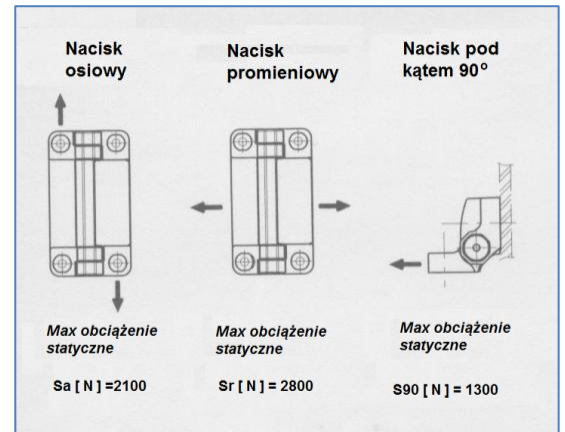 Nacisk
osiowy
Nacisk
promieniowy
Nacisk pod
kątem 90°
Max obciążenie
statyczne
Sa [ N ] =2100
Max obciążenie
statyczne
Sr [ N ] = 2800
Max obciążenie
statyczne
S90 [ N ] = 1300